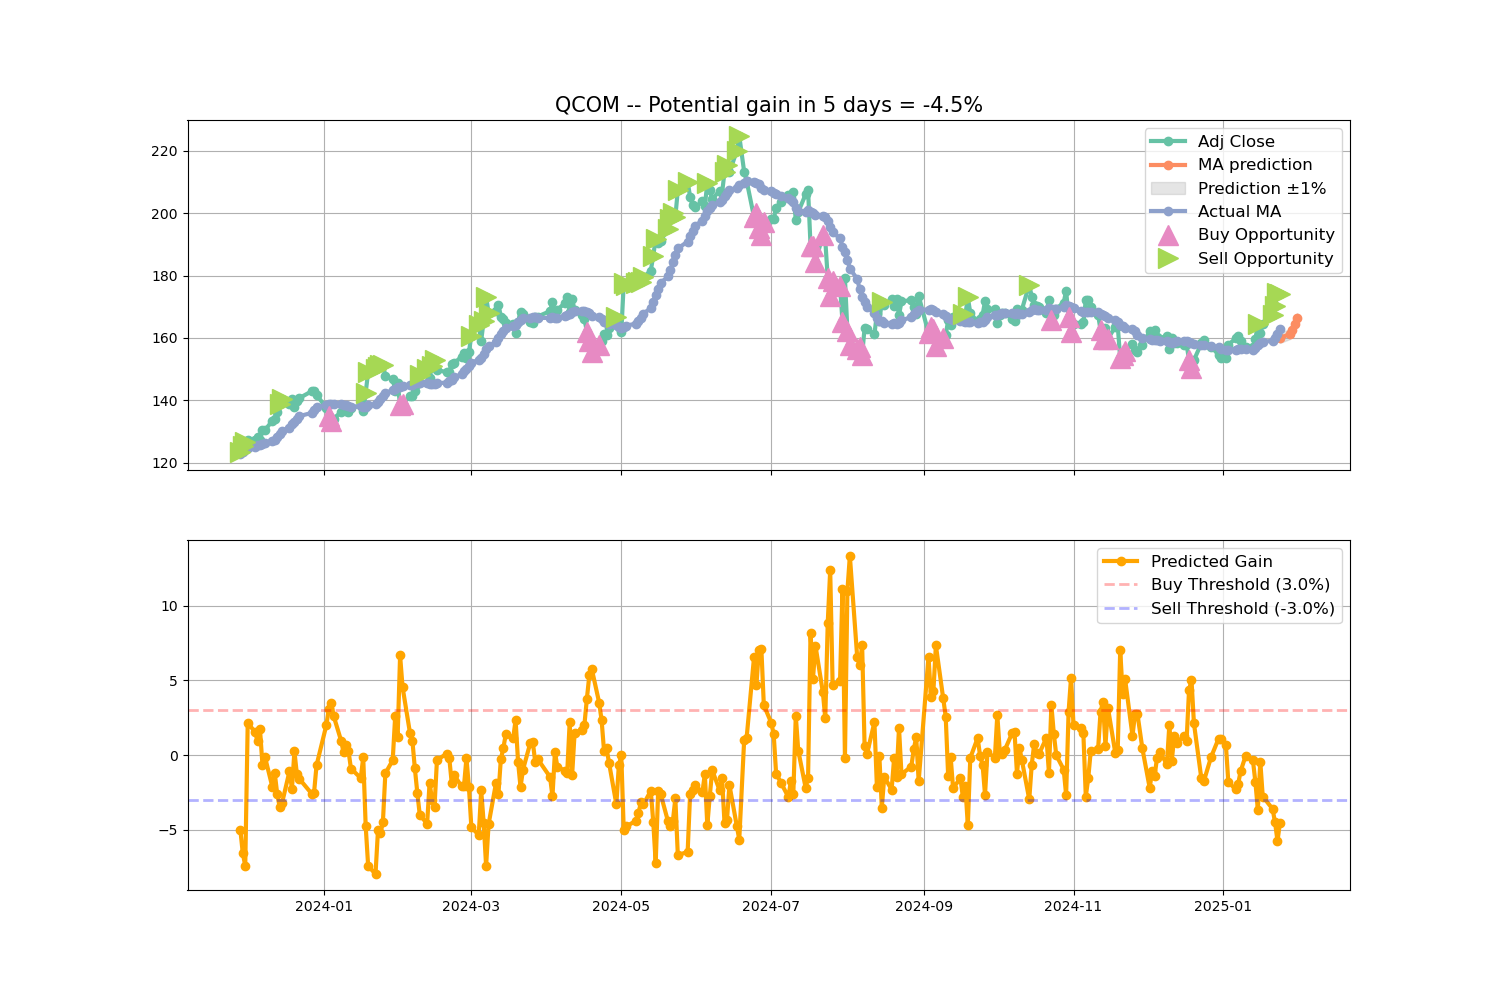 QCOM -- Potential gain in 5 days = -4.5%
220
200
180
160
140
120
Adj Close
MA prediction
Prediction ±1%
Actual MA
Buy Opportunity
Sell Opportunity
10
5
0
−5
Predicted Gain
Buy Threshold (3.0%)
Sell Threshold (-3.0%)
2024-01
2024-03
2024-05
2024-07
2024-09
2024-11
2025-01